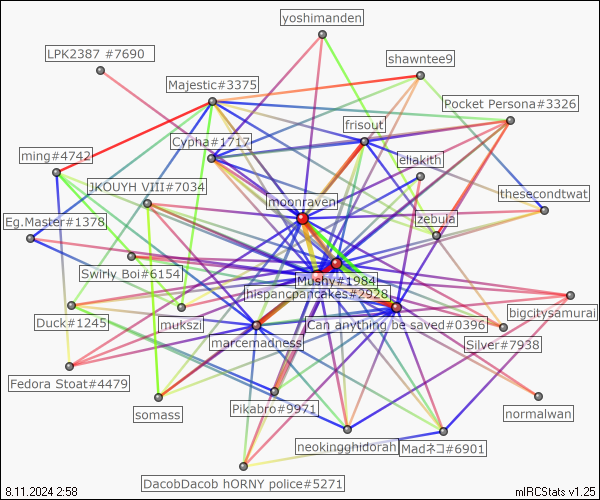 yoshimanden
LPK2387 #7690
shawntee9
Majestic#3375
Pocket Persona#3326
frisout
Cypha#1717
ming#4742
eliakith
JKOUYH VIII#7034
thesecondtwat
moonraven
zebula
Eg.Master#1378
Swirly Boi#6154
Mushy#1984
hispancpancakes#2928
bigcitysamurai
Duck#1245
mukszi
Can anything be saved#0396
marcemadness
Silver#7938
Fedora Stoat#4479
somass
Pikabro#9971
normalwan
neokingghidorah
Madネコ#6901
DacobDacob hORNY police#5271
8.11.2024 2:58
mIRCStats v1.25